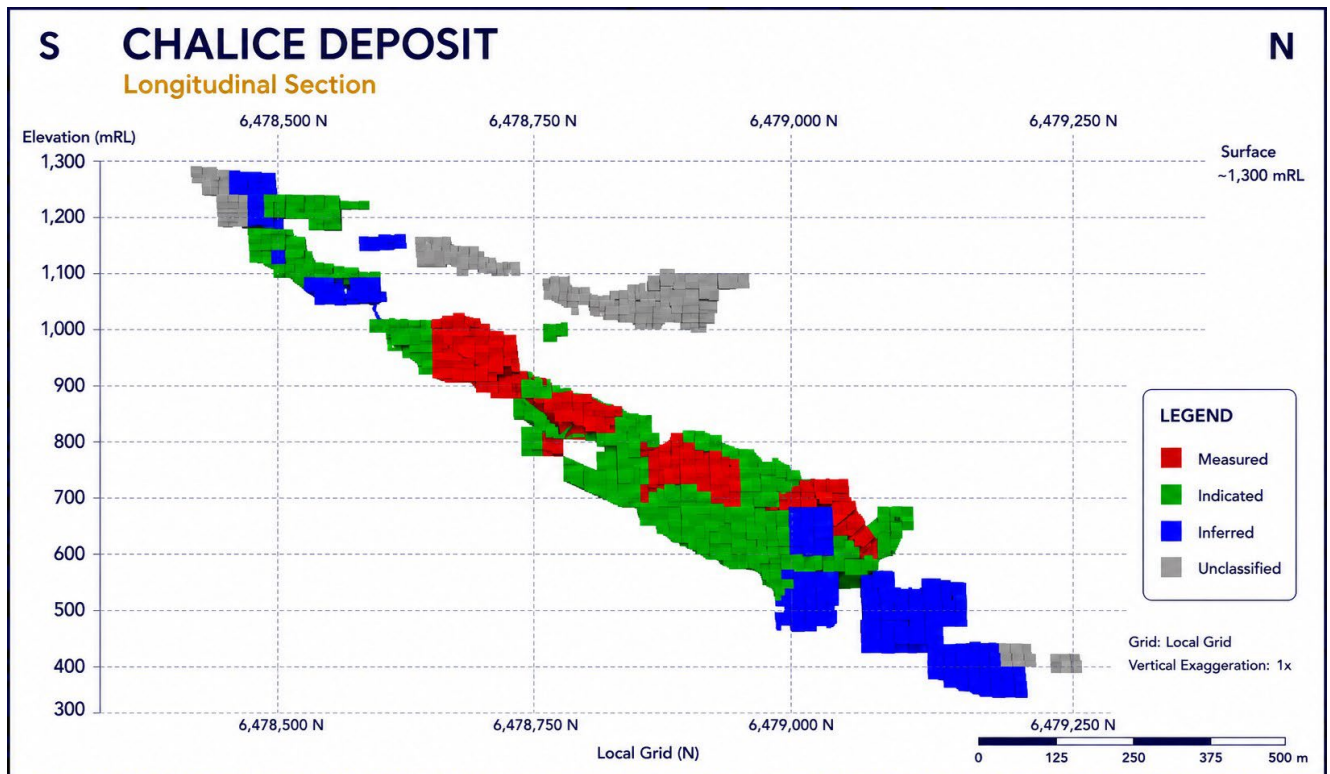 S CHALICE DEPOSIT N
Longitudinal Section
6,478,500 N 6,478,750 N 6,479,000 N 6,479,250 N
Elevation (mRL)
1,300
1,200
1,100
1,000
900
800
700
600
500
400
300
Surface
~1,300 mRL
LEGEND
Measured
Indicated
Inferred
Unclassified
Grid: Local Grid
Vertical Exaggeration: 1x
6,478,500 N 6,478,750 N 6,479,000 N 6,479,250 N
Local Grid (N)
0 125 250 375 500 m